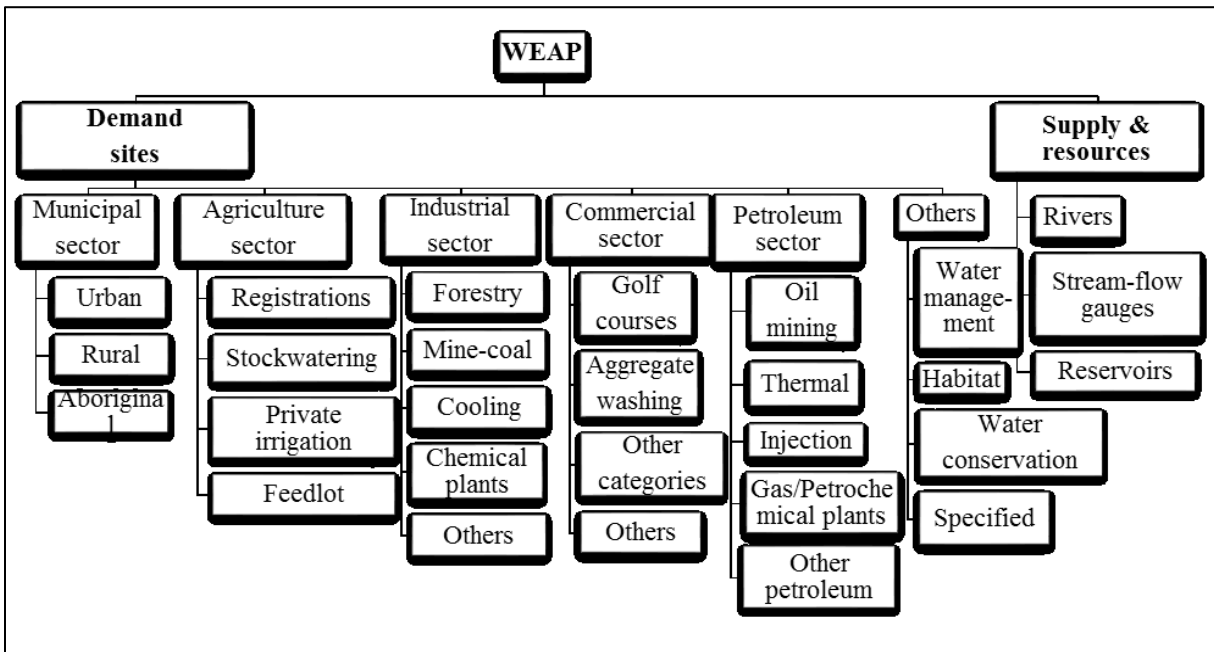 WEAP
Demand
sites
Supply &
resources
Municipal
sector
Agriculture
sector
Industrial
sector
Commercial
sector
Petroleum
sector
Others
Urban
Rural
Aborigina
l
Registrations
Stockwatering
Private
irrigation
Feedlot
Forestry
Mine-coal
Cooling
Chemical
plants
Others
Golf
courses
Aggregate
washing
Other
categories
Others
Oil
mining
Thermal
Injection
Gas/Petroche
mical plants
Other
petroleum
Water
manage-
ment
Habitat
Water
conservation
Specified
Rivers
Stream-flow
gauges
Reservoirs